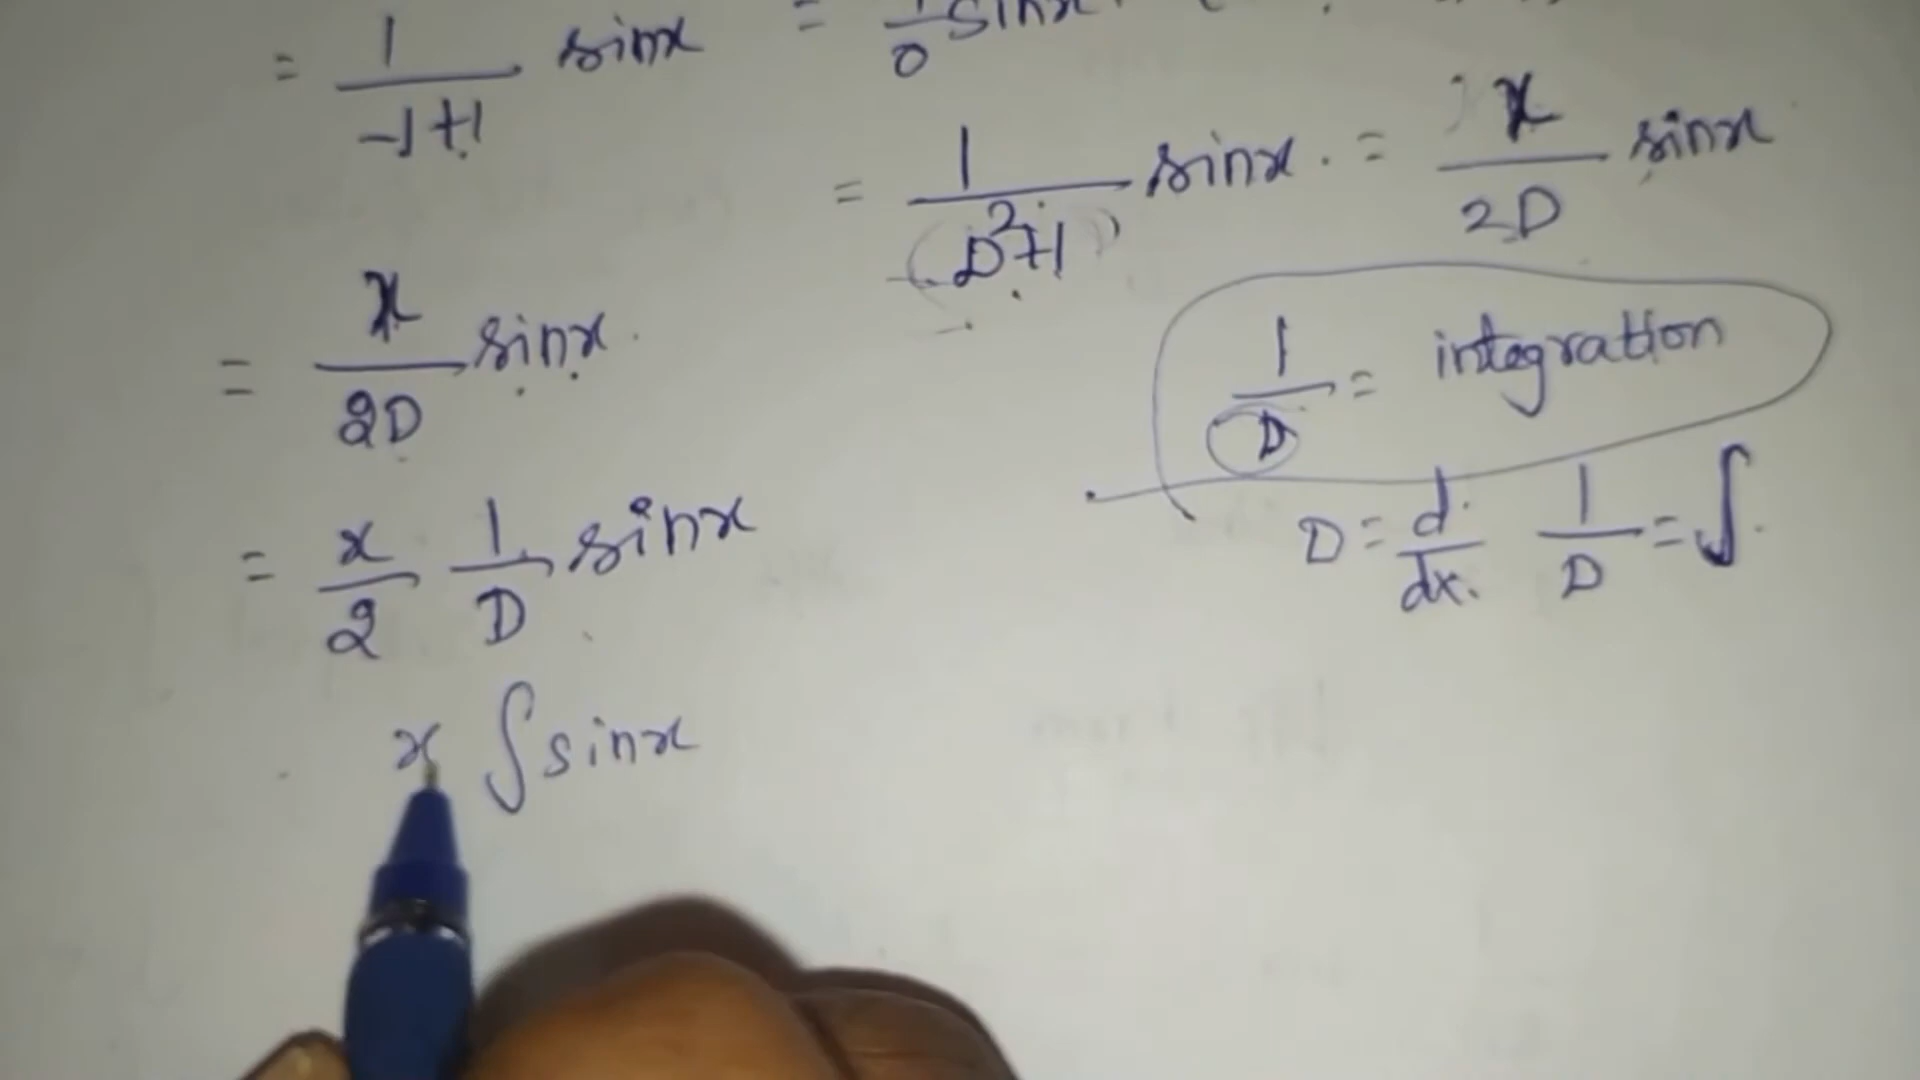 = 1/(-1+1) sinx = 1/0 sinx.
= 1/(D²+1) sinx. = x/2D sinx
= x/2D sinx.
1/D = integration
D = d/dx. 1/D = ∫.
= x/2 1/D sinx
x ∫ sinx